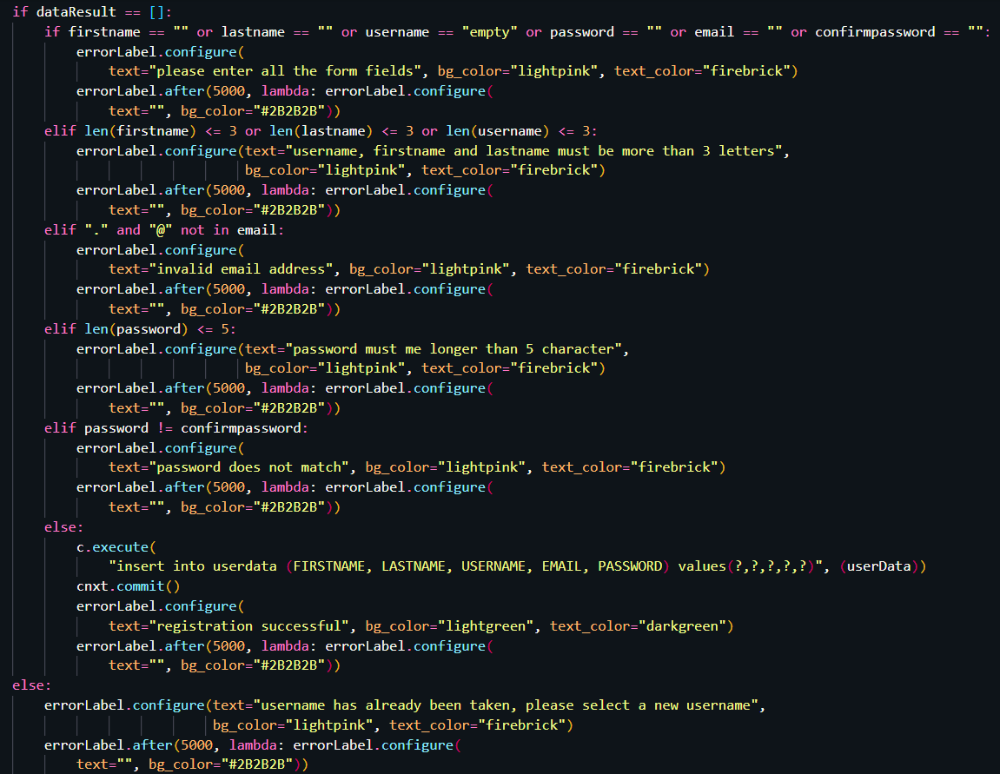 if dataResult == []:
    if firstname == "" or lastname == "" or username == "empty" or password == "" or email == "" or confirmpassword == "":
        errorLabel.configure(
            text="please enter all the form fields", bg_color="lightpink", text_color="firebrick")
        errorLabel.after(5000, lambda: errorLabel.configure(
            text="", bg_color="#2B2B2B"))
    elif len(firstname) <= 3 or len(lastname) <= 3 or len(username) <= 3:
        errorLabel.configure(text="username, firstname and lastname must be more than 3 letters",
                             bg_color="lightpink", text_color="firebrick")
        errorLabel.after(5000, lambda: errorLabel.configure(
            text="", bg_color="#2B2B2B"))
    elif "." and "@" not in email:
        errorLabel.configure(
            text="invalid email address", bg_color="lightpink", text_color="firebrick")
        errorLabel.after(5000, lambda: errorLabel.configure(
            text="", bg_color="#2B2B2B"))
    elif len(password) <= 5:
        errorLabel.configure(text="password must me longer than 5 character",
                             bg_color="lightpink", text_color="firebrick")
        errorLabel.after(5000, lambda: errorLabel.configure(
            text="", bg_color="#2B2B2B"))
    elif password != confirmpassword:
        errorLabel.configure(
            text="password does not match", bg_color="lightpink", text_color="firebrick")
        errorLabel.after(5000, lambda: errorLabel.configure(
            text="", bg_color="#2B2B2B"))
    else:
        c.execute(
            "insert into userdata (FIRSTNAME, LASTNAME, USERNAME, EMAIL, PASSWORD) values(?,?,?,?,?)", (userData))
        cnxt.commit()
        errorLabel.configure(
            text="registration successful", bg_color="lightgreen", text_color="darkgreen")
        errorLabel.after(5000, lambda: errorLabel.configure(
            text="", bg_color="#2B2B2B"))
else:
    errorLabel.configure(text="username has already been taken, please select a new username",
                         bg_color="lightpink", text_color="firebrick")
    errorLabel.after(5000, lambda: errorLabel.configure(
        text="", bg_color="#2B2B2B"))